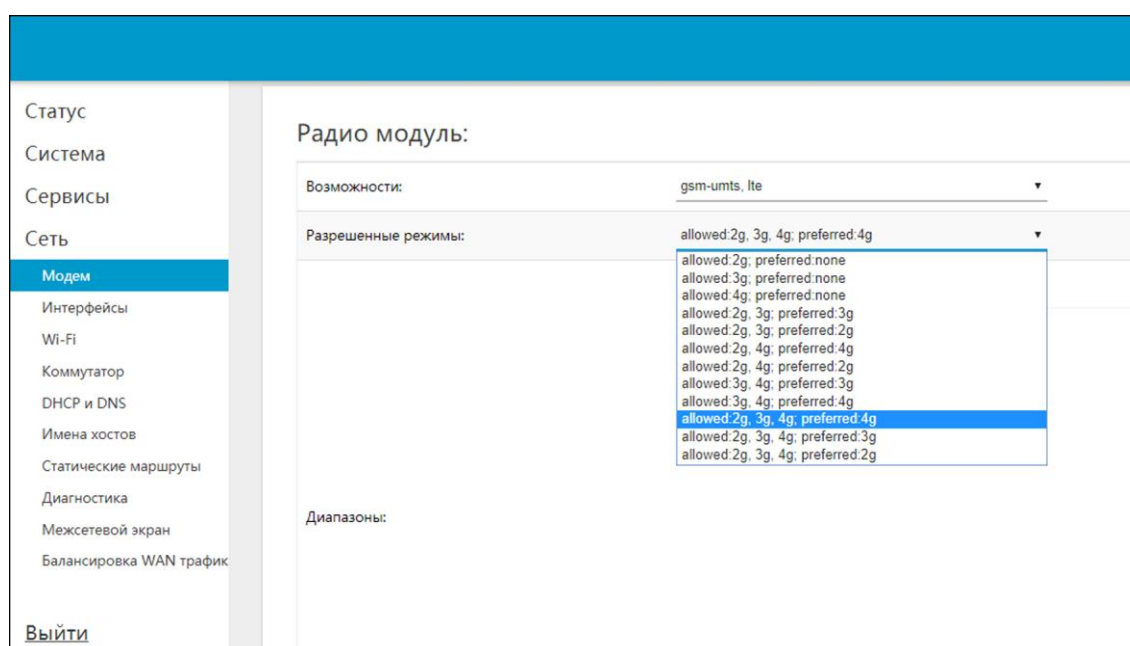 Статус
Система
Сервисы
Сеть
Модем
Интерфейсы
Wi-Fi
Коммутатор
DHCP и DNS
Имена хостов
Статические маршруты
Диагностика
Межсетевой экран
Балансировка WAN трафик
Выйти
Радио модуль:
Возможности: gsm-umts, lte
Разрешенные режимы: allowed:2g, 3g, 4g; preferred:4g
allowed:2g; preferred:none
allowed:3g; preferred:none
allowed:4g; preferred:none
allowed:2g, 3g; preferred:3g
allowed:2g, 3g; preferred:2g
allowed:2g, 4g; preferred:4g
allowed:2g, 4g; preferred:2g
allowed:3g, 4g; preferred:3g
allowed:3g, 4g; preferred:4g
allowed:2g, 3g, 4g; preferred:4g
allowed:2g, 3g, 4g; preferred:3g
allowed:2g, 3g, 4g; preferred:2g
Диапазоны: